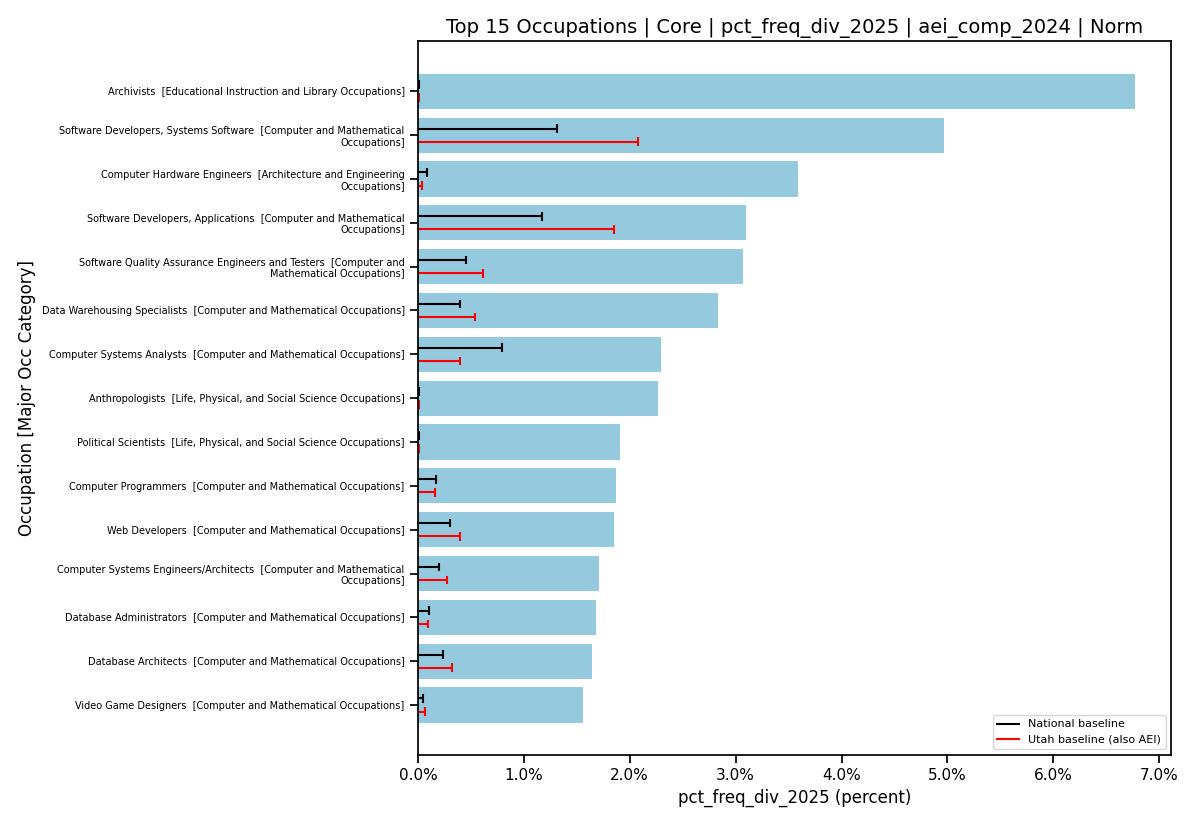 Top 15 Occupations | Core | pct_freq_div_2025 | aei_comp_2024 | Norm
Occupation [Major Occ Category]
Archivists  [Educational Instruction and Library Occupations]
Software Developers, Systems Software  [Computer and Mathematical
Occupations]
Computer Hardware Engineers  [Architecture and Engineering
Occupations]
Software Developers, Applications  [Computer and Mathematical
Occupations]
Software Quality Assurance Engineers and Testers  [Computer and
Mathematical Occupations]
Data Warehousing Specialists  [Computer and Mathematical Occupations]
Computer Systems Analysts  [Computer and Mathematical Occupations]
Anthropologists  [Life, Physical, and Social Science Occupations]
Political Scientists  [Life, Physical, and Social Science Occupations]
Computer Programmers  [Computer and Mathematical Occupations]
Web Developers  [Computer and Mathematical Occupations]
Computer Systems Engineers/Architects  [Computer and Mathematical
Occupations]
Database Administrators  [Computer and Mathematical Occupations]
Database Architects  [Computer and Mathematical Occupations]
Video Game Designers  [Computer and Mathematical Occupations]
National baseline
Utah baseline (also AEI)
0.0% 1.0% 2.0% 3.0% 4.0% 5.0% 6.0% 7.0%
pct_freq_div_2025 (percent)